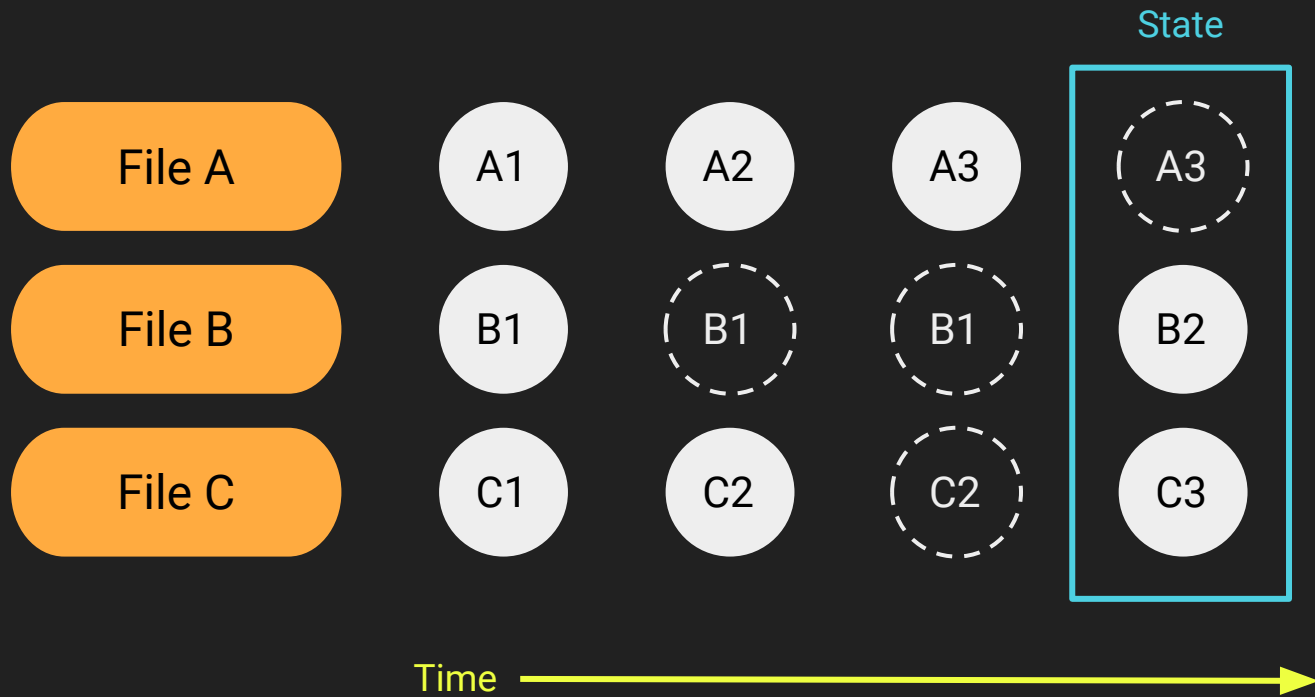 State
File A
A1
A2
A3
A3
File B
B1
B1
B1
B2
File C
C1
C2
C2
C3
Time